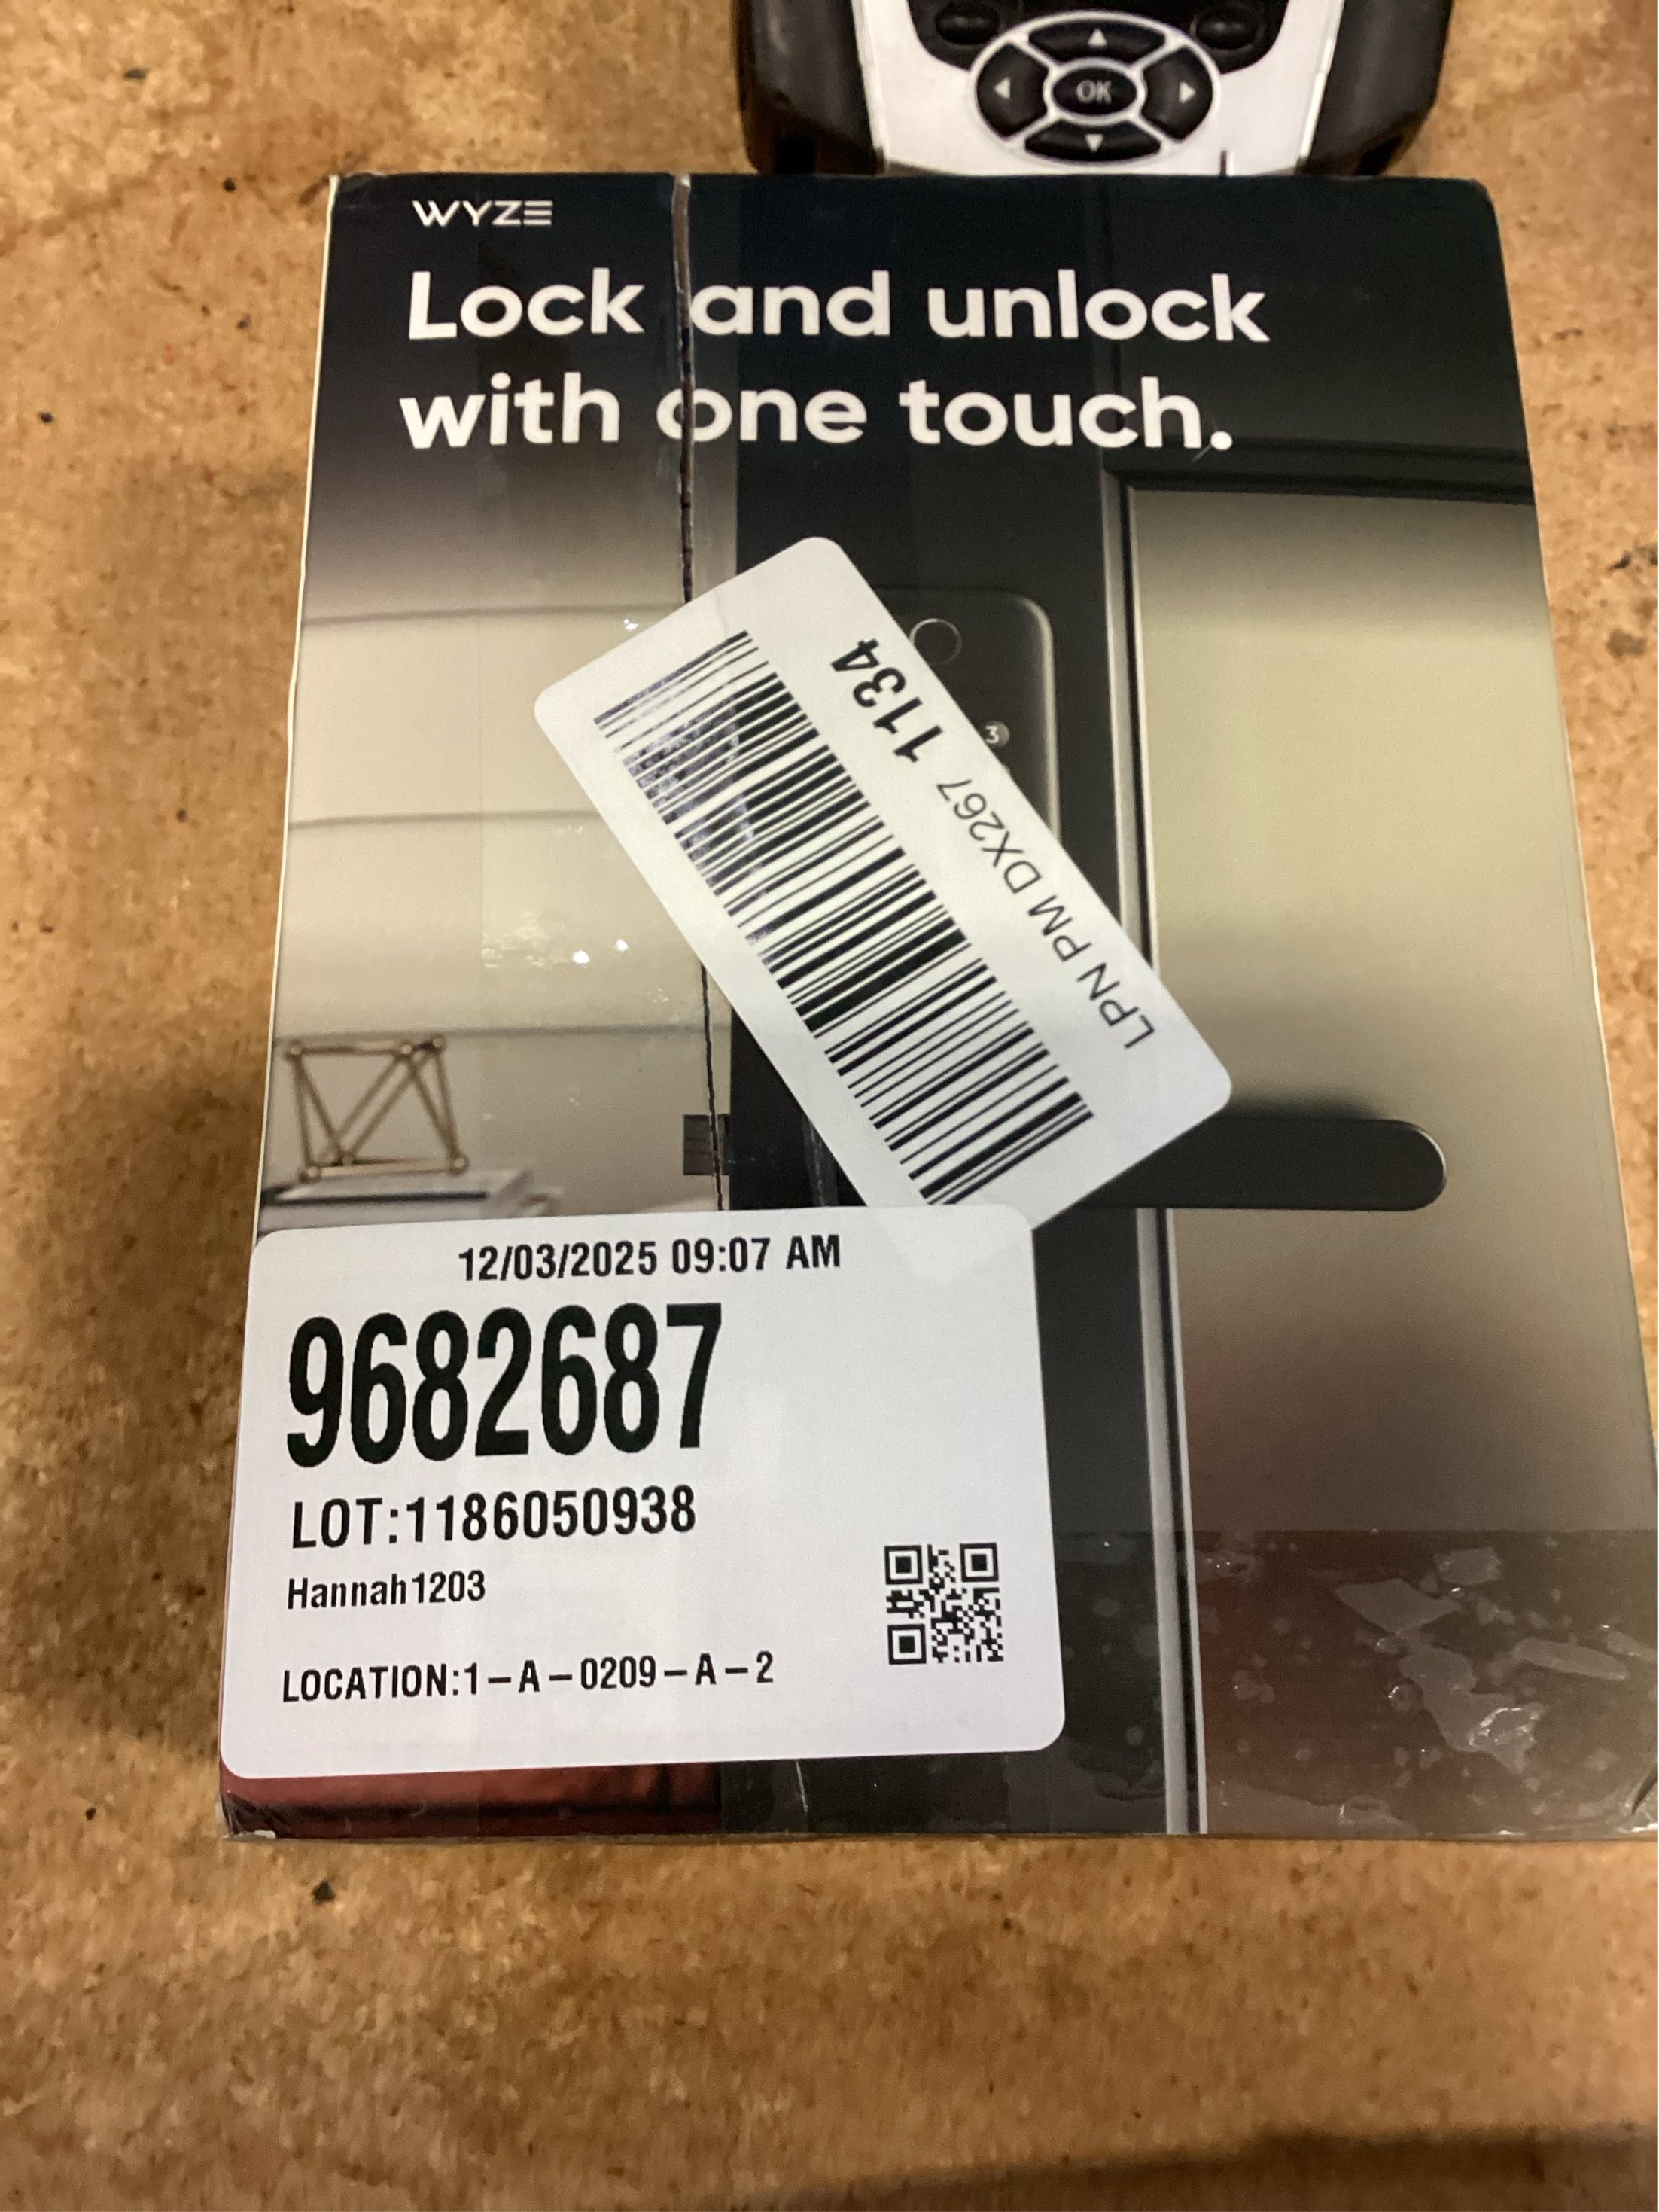 OK
WYZE
Lock and unlock
with one touch.
3
LPN PM DX267 1134
12/03/2025 09:07 AM
9682687
LOT:1186050938
Hannah1203
LOCATION:1-A-0209-A-2